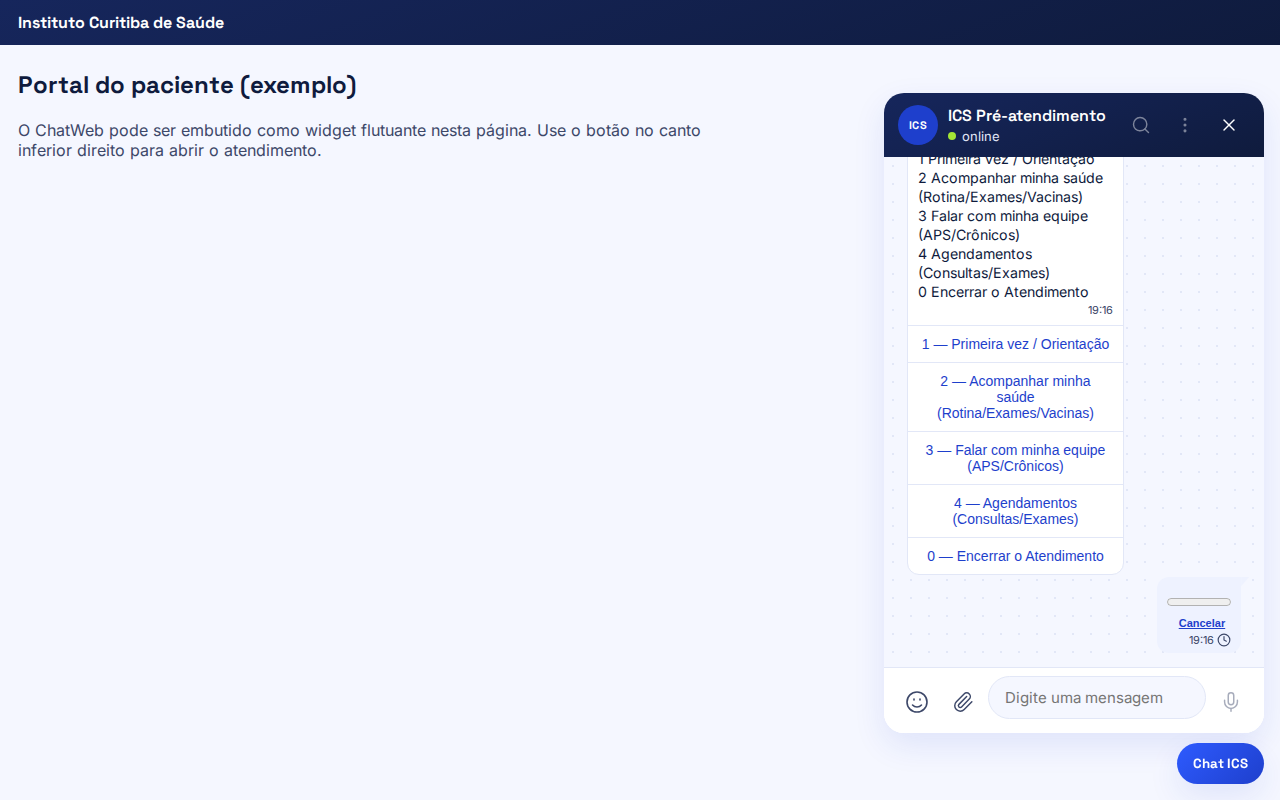 Instituto Curitiba de Saúde
Portal do paciente (exemplo)
O ChatWeb pode ser embutido como widget flutuante nesta página. Use o botão no canto
inferior direito para abrir o atendimento.
ICS
ICS Pré-atendimento
online
1 Primeira vez / Orientação
2 Acompanhar minha saúde
(Rotina/Exames/Vacinas)
3 Falar com minha equipe
(APS/Crônicos)
4 Agendamentos
(Consultas/Exames)
0 Encerrar o Atendimento
19:16
1 — Primeira vez / Orientação
2 — Acompanhar minha
saúde
(Rotina/Exames/Vacinas)
3 — Falar com minha equipe
(APS/Crônicos)
4 — Agendamentos
(Consultas/Exames)
0 — Encerrar o Atendimento
Cancelar
19:16
Digite uma mensagem
Chat ICS